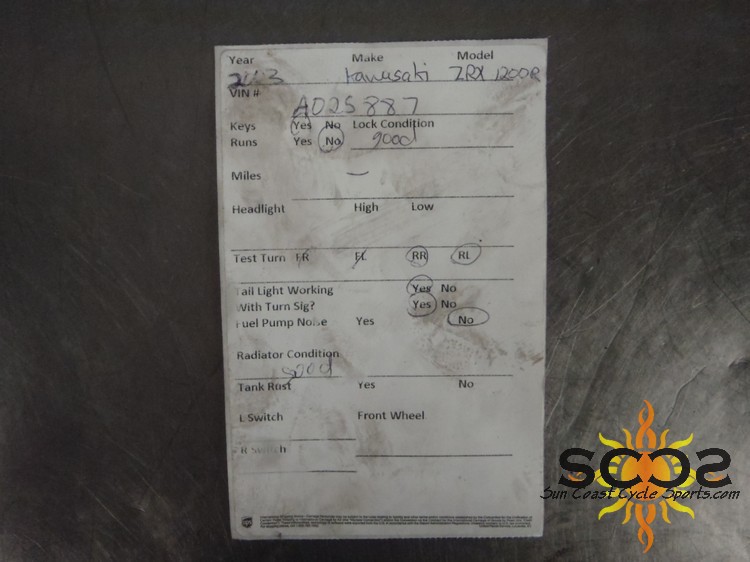 Year Make Model
2003 Kawasaki ZRX 1200R
VIN #
A025887
Keys Yes No Lock Condition
Runs Yes No good
Miles —
Headlight High Low
Test Turn FR FL RR RL
Tail Light Working Yes No
With Turn Sig? Yes No
Fuel Pump Noise Yes No
Radiator Condition
good
Tank Rust Yes No
L Switch Front Wheel
R Switch
SCCS
Sun Coast Cycle Sports.com